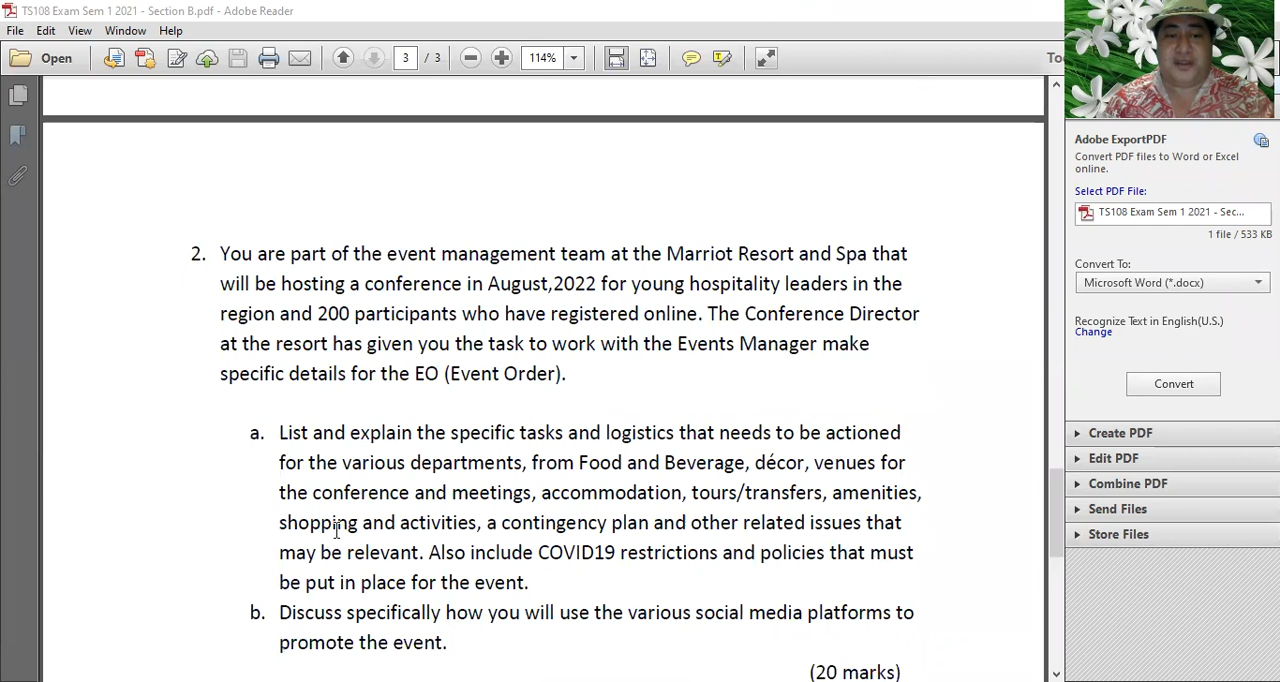 TS108 Exam Sem 1 2021 - Section B.pdf - Adobe Reader
File Edit View Window Help
Open
3 / 3
114%
Too
2. You are part of the event management team at the Marriot Resort and Spa that
will be hosting a conference in August,2022 for young hospitality leaders in the
region and 200 participants who have registered online. The Conference Director
at the resort has given you the task to work with the Events Manager make
specific details for the EO (Event Order).
a. List and explain the specific tasks and logistics that needs to be actioned
for the various departments, from Food and Beverage, décor, venues for
the conference and meetings, accommodation, tours/transfers, amenities,
shopping and activities, a contingency plan and other related issues that
may be relevant. Also include COVID19 restrictions and policies that must
be put in place for the event.
b. Discuss specifically how you will use the various social media platforms to
promote the event.
(20 marks)
Adobe ExportPDF
Convert PDF files to Word or Excel
online.
Select PDF File:
TS108 Exam Sem 1 2021 - Sec...
1 file / 533 KB
Convert To:
Microsoft Word (*.docx)
Recognize Text in English(U.S.)
Change
Convert
Create PDF
Edit PDF
Combine PDF
Send Files
Store Files